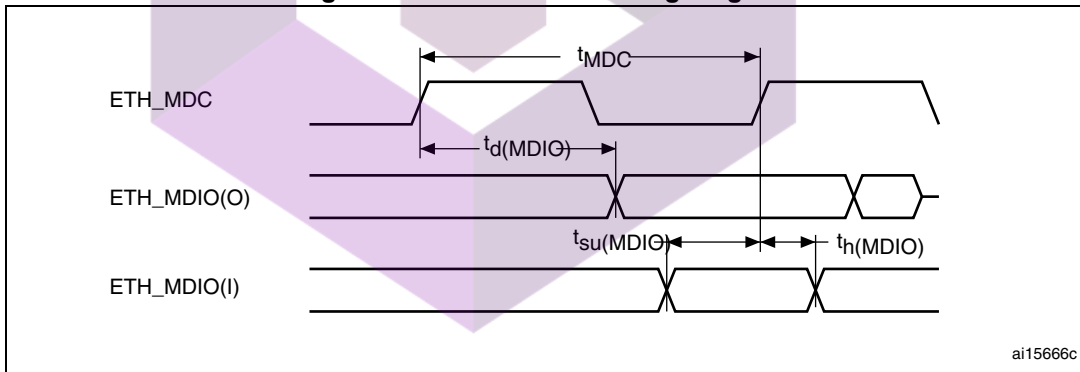 tMDC
ETH_MDC
td(MDIO)
ETH_MDIO(O)
tsu(MDIO)
th(MDIO)
ETH_MDIO(I)
ai15666c